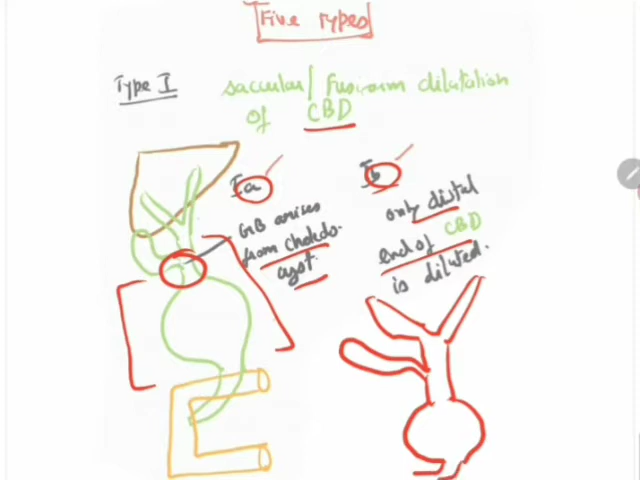 Five Types
Type I
saccular/ Fusiform dilatation
of CBD
Ia
GB arises
from choledo.
cyst.
Ib
only distal
end of CBD
is diluted.